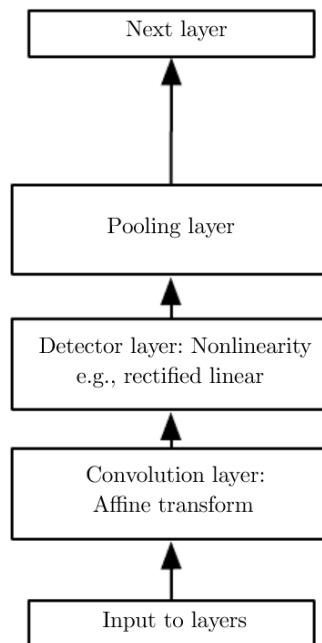 Next layer
Pooling layer
Detector layer: Nonlinearity
e.g., rectified linear
Convolution layer:
Affine transform
Input to layers